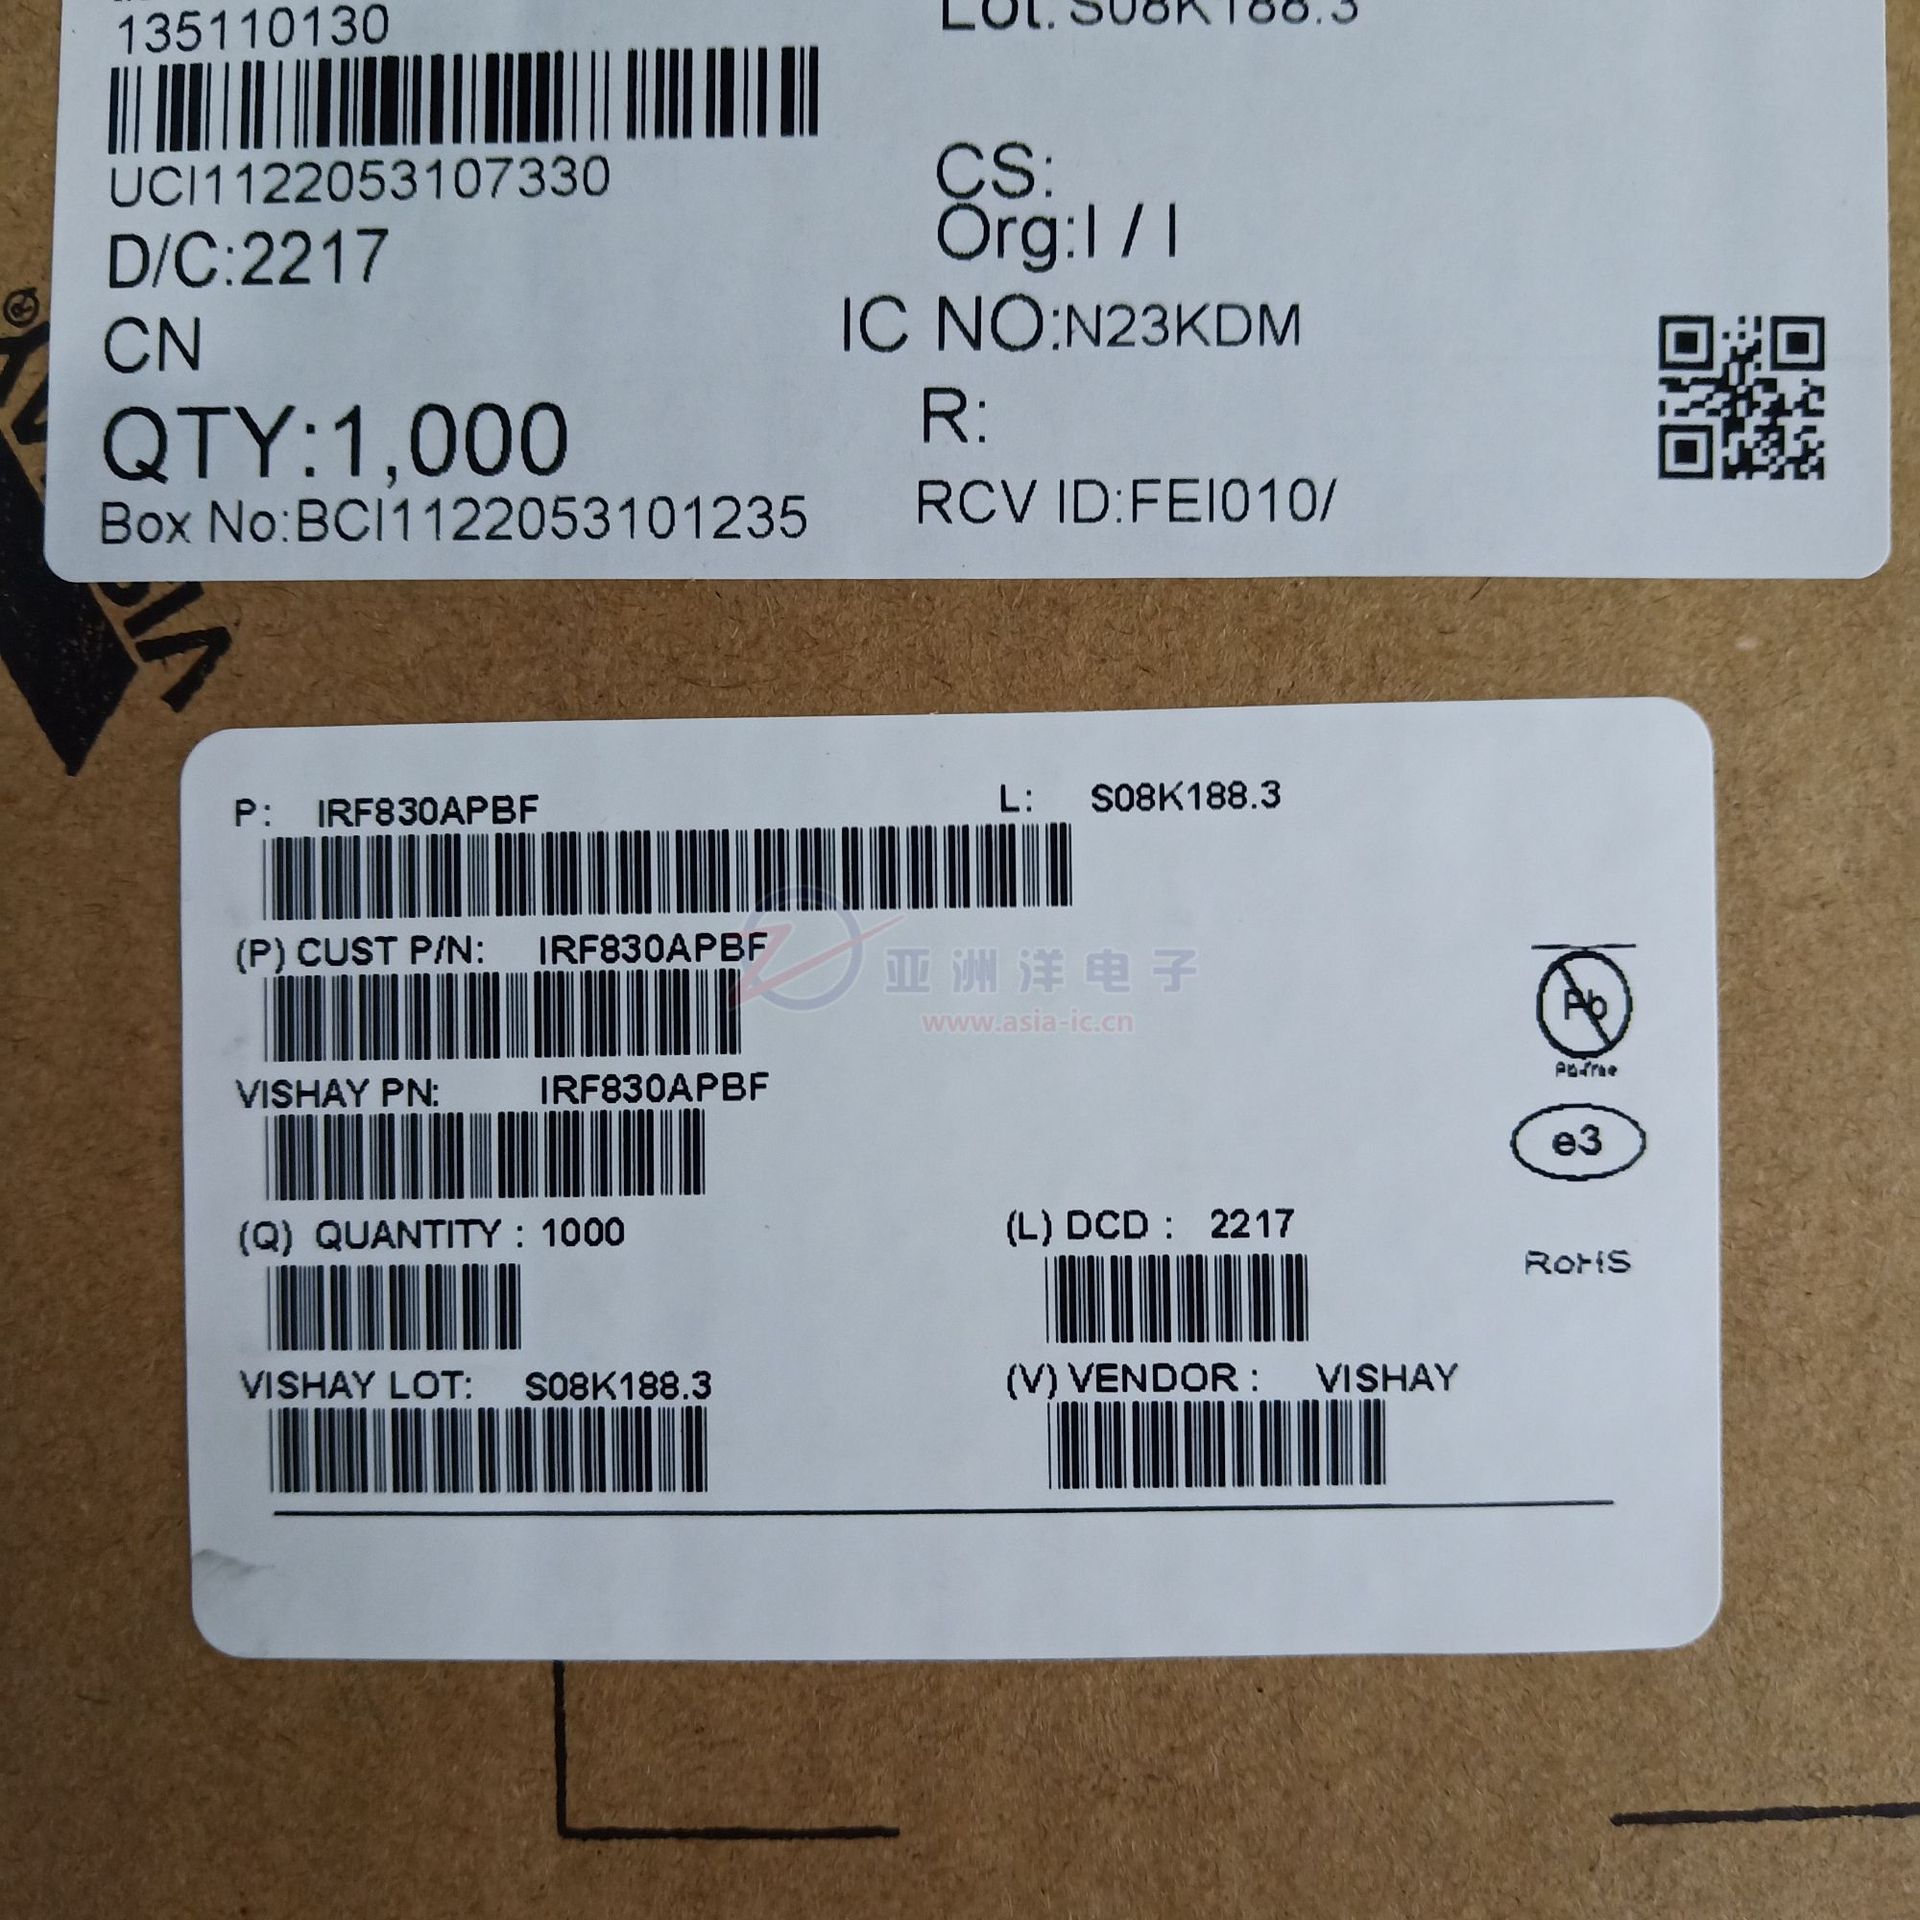 135110130
Lot: S08K188.3
UCI1122053107330
CS:
D/C:2217
Org:I / I
CN
IC NO:N23KDM
QTY:1,000
R:
Box No:BCI1122053101235
RCV ID:FEI010/
®
P: IRF830APBF
L: S08K188.3
(P) CUST P/N: IRF830APBF
亚洲洋电子
www.asia-ic.cn
Pb
Pb-free
VISHAY PN: IRF830APBF
e3
(Q) QUANTITY : 1000
(L) DCD : 2217
RoHS
VISHAY LOT: S08K188.3
(V) VENDOR : VISHAY